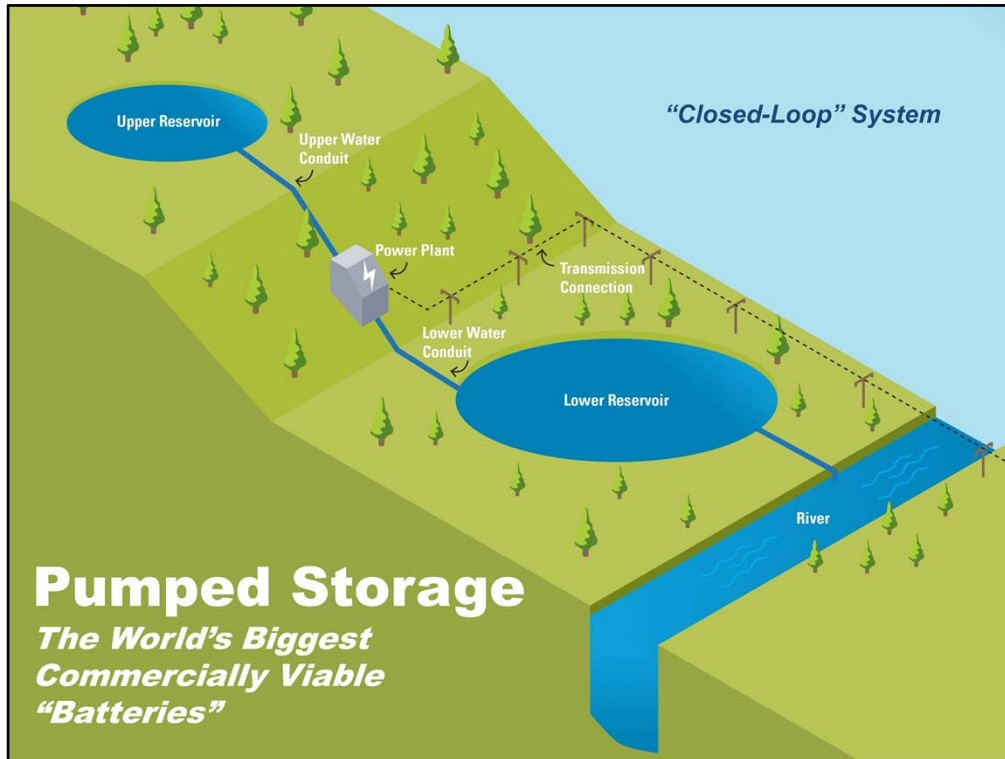 "Closed-Loop" System
Upper Reservoir
Upper Water
Conduit
Power Plant
Transmission
Connection
Lower Water
Conduit
Lower Reservoir
River
Pumped Storage
The World’s Biggest
Commercially Viable
“Batteries”